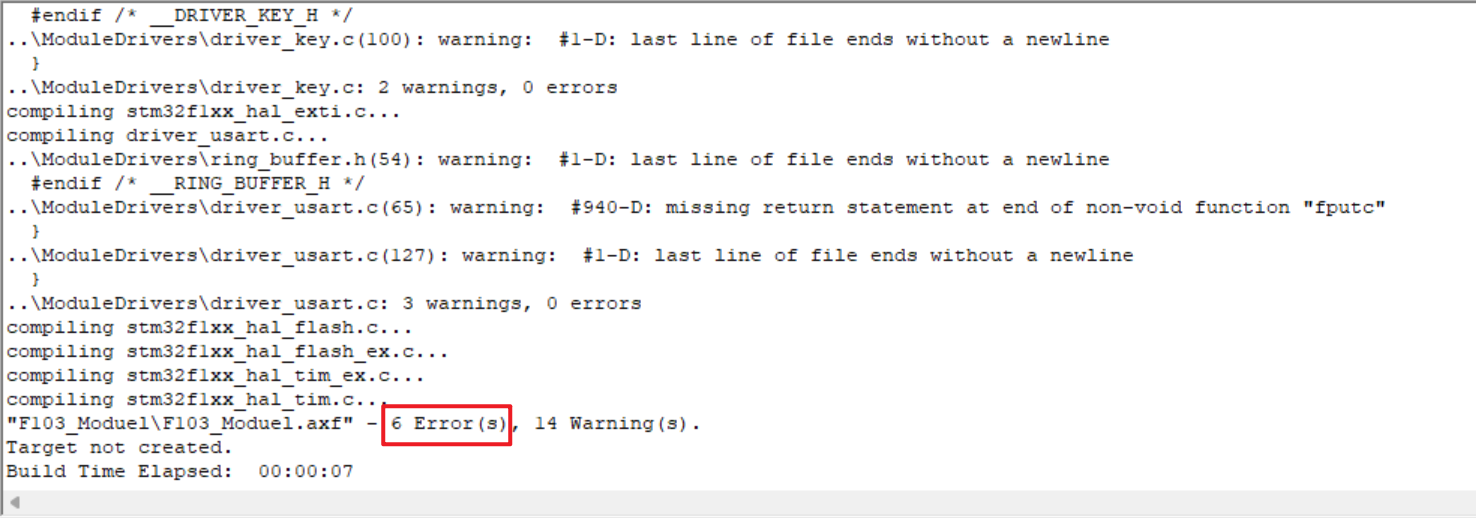 #endif /* __DRIVER_KEY_H */
..\ModuleDrivers\driver_key.c(100): warning:  #1-D: last line of file ends without a newline
}
..\ModuleDrivers\driver_key.c: 2 warnings, 0 errors
compiling stm32f1xx_hal_exti.c...
compiling driver_usart.c...
..\ModuleDrivers\ring_buffer.h(54): warning:  #1-D: last line of file ends without a newline
#endif /* __RING_BUFFER_H */
..\ModuleDrivers\driver_usart.c(65): warning:  #940-D: missing return statement at end of non-void function "fputc"
}
..\ModuleDrivers\driver_usart.c(127): warning:  #1-D: last line of file ends without a newline
}
..\ModuleDrivers\driver_usart.c: 3 warnings, 0 errors
compiling stm32f1xx_hal_flash.c...
compiling stm32f1xx_hal_flash_ex.c...
compiling stm32f1xx_hal_tim_ex.c...
compiling stm32f1xx_hal_tim.c...
"F103_Moduel\F103_Moduel.axf" - 6 Error(s), 14 Warning(s).
Target not created.
Build Time Elapsed:  00:00:07